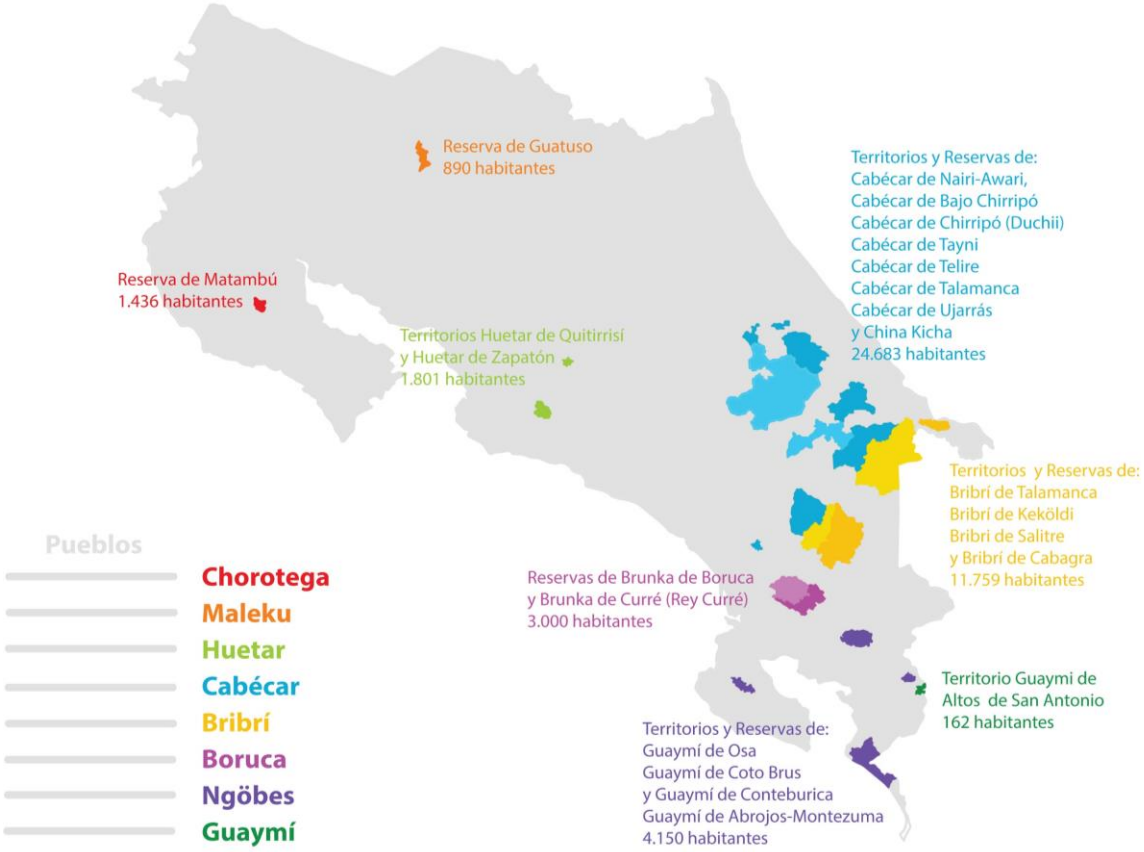 Reserva de Guatuso
890 habitantes
Territorios y Reservas de:
Cabécar de Nairi-Awari,
Cabécar de Bajo Chirripó
Cabécar de Chirripó (Duchii)
Cabécar de Tayni
Cabécar de Telire
Cabécar de Talamanca
Cabécar de Ujarrás
y China Kicha
24.683 habitantes
Reserva de Matambú
1.436 habitantes
Territorios Huetar de Quitirrisí
y Huetar de Zapatón
1.801 habitantes
Territorios y Reservas de:
Bribrí de Talamanca
Bribrí de Keköldi
Bribri de Salitre
y Bribrí de Cabagra
11.759 habitantes
Reservas de Brunka de Boruca
y Brunka de Curré (Rey Curré)
3.000 habitantes
Territorio Guaymi de
Altos de San Antonio
162 habitantes
Territorios y Reservas de:
Guaymí de Osa
Guaymí de Coto Brus
y Guaymí de Conteburica
Guaymí de Abrojos-Montezuma
4.150 habitantes
Pueblos
Chorotega
Maleku
Huetar
Cabécar
Bribrí
Boruca
Ngöbes
Guaymí